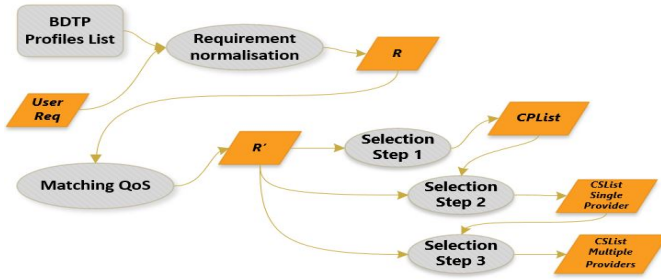 BDTP
Profiles List
Requirement
normalisation
R
User
Req
CPList
R'
Selection
Step 1
Matching QoS
Selection
Step 2
CSList
Single
Provider
Selection
Step 3
CSList
Multiple
Providers